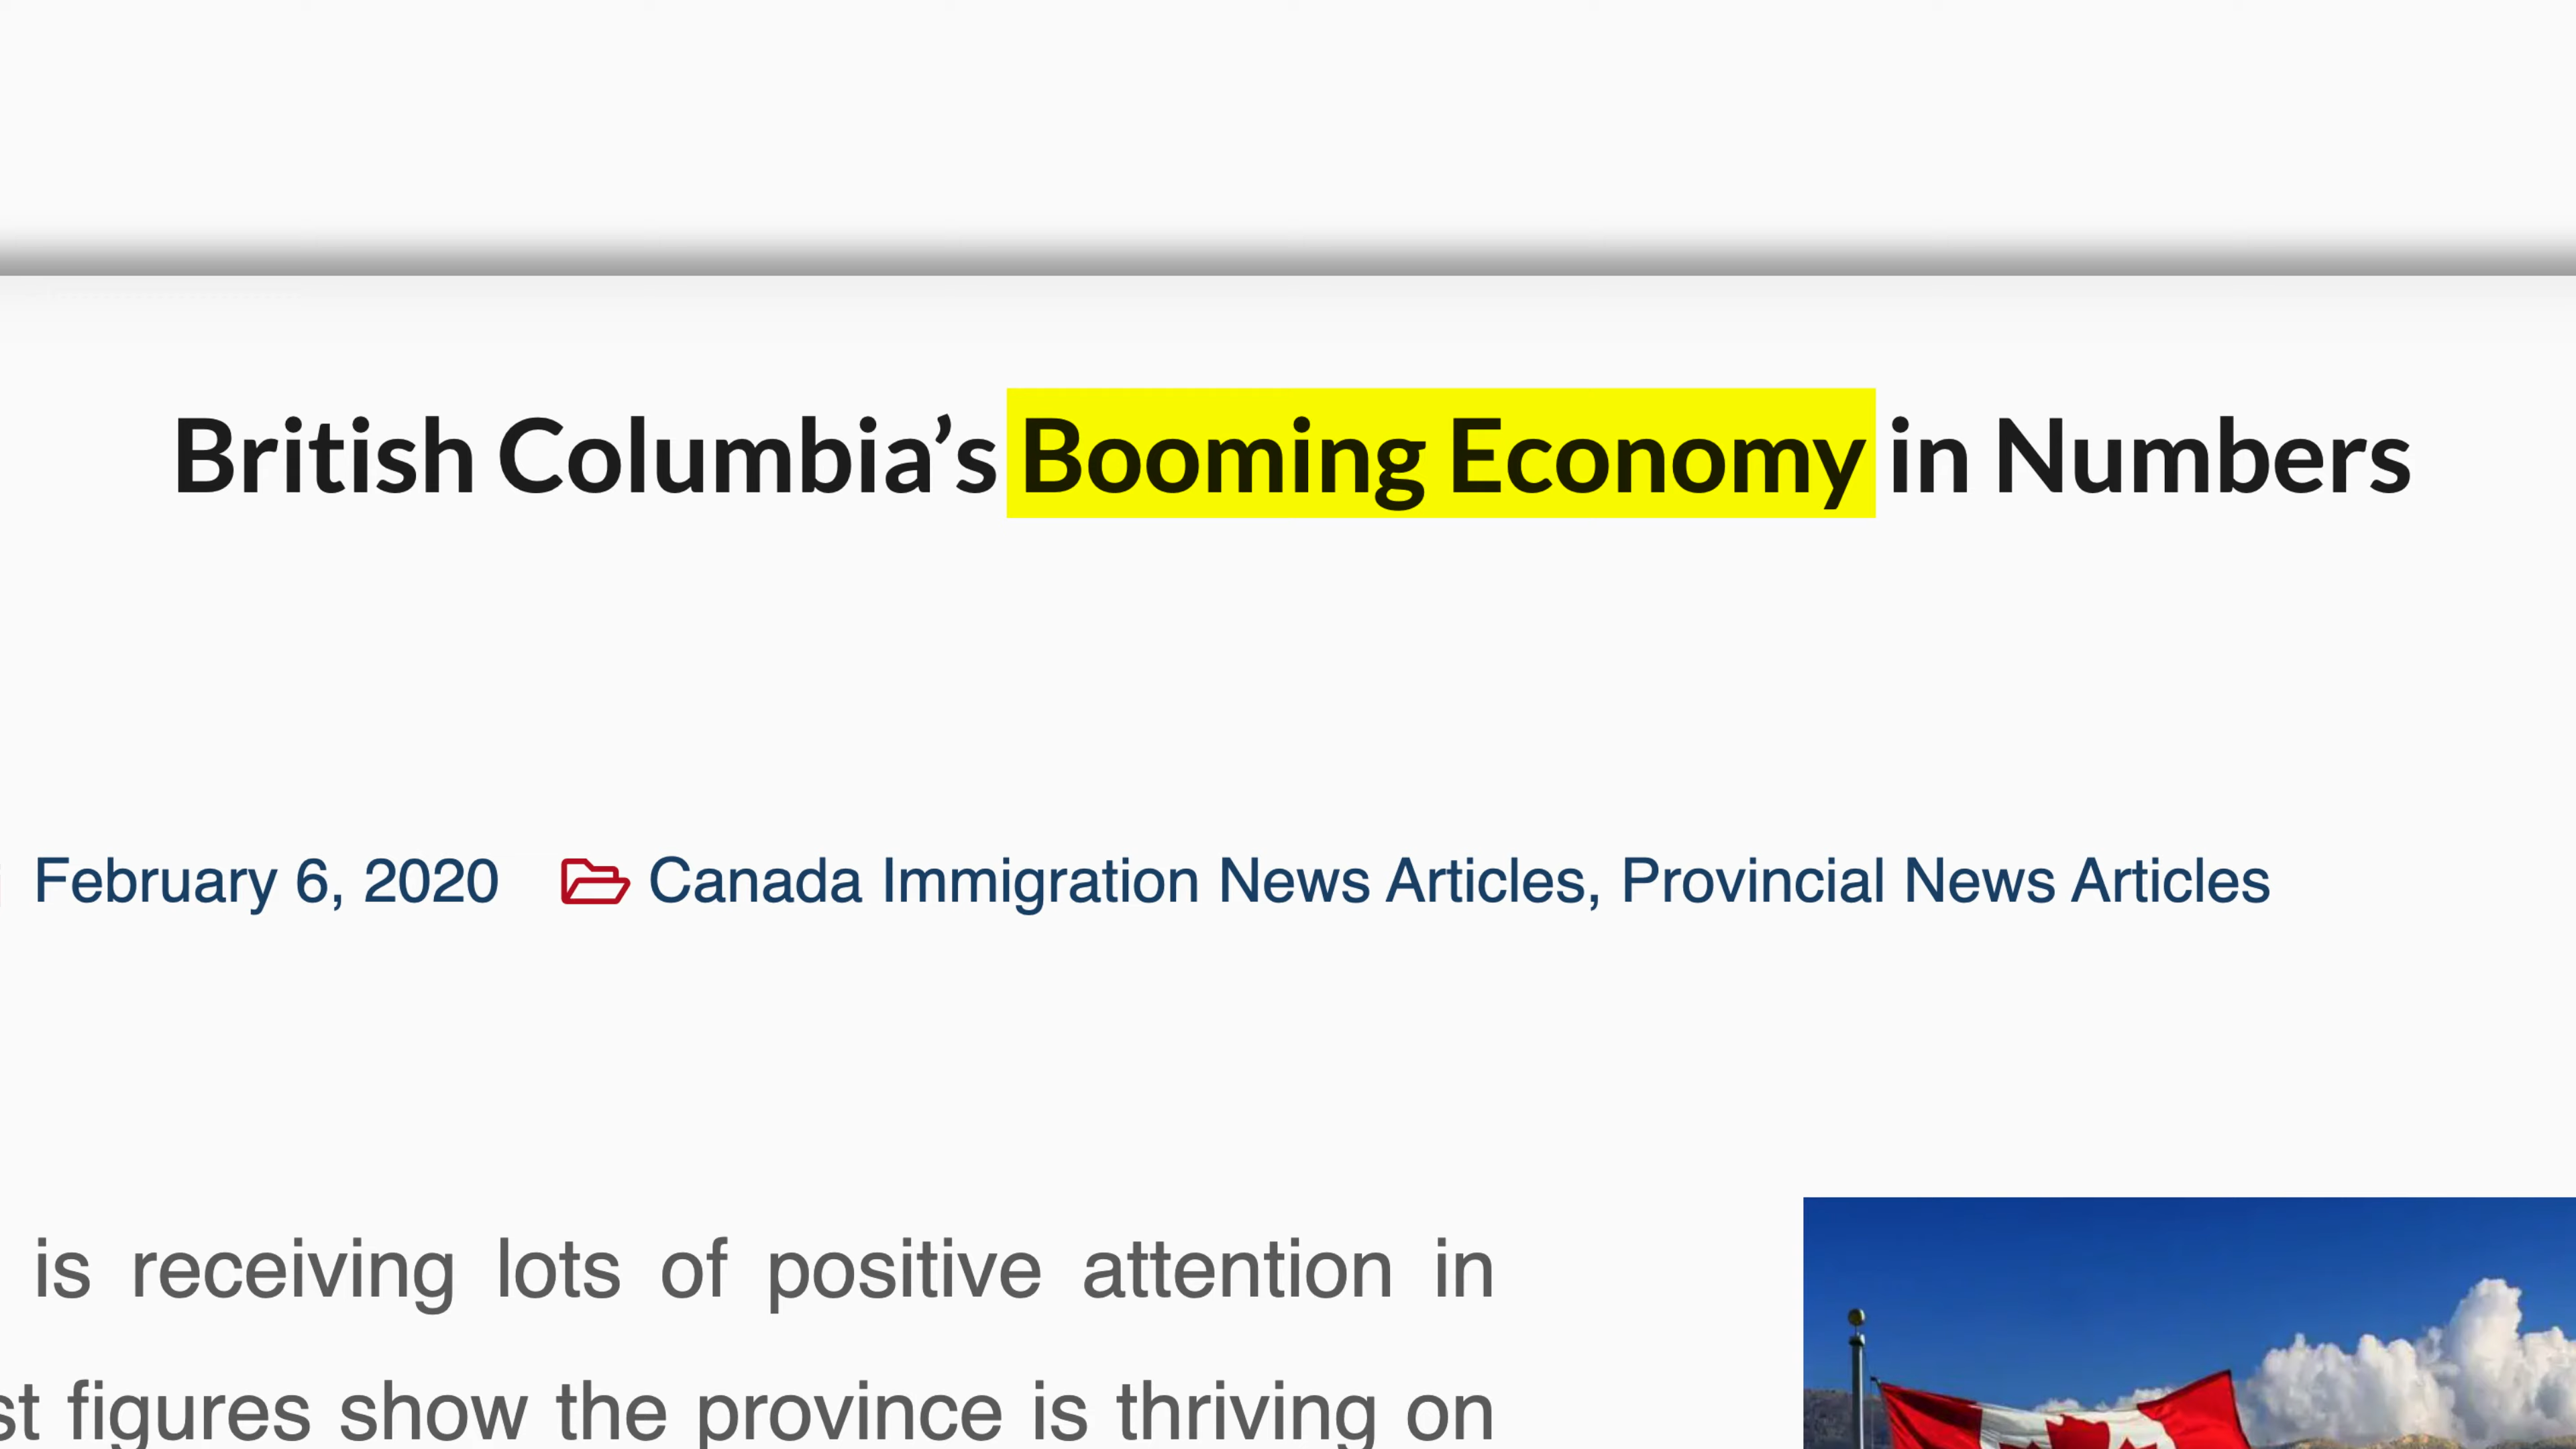 British Columbia’s Booming Economy in Numbers
February 6, 2020 Canada Immigration News Articles, Provincial News Articles
is receiving lots of positive attention in
figures show the province is thriving on